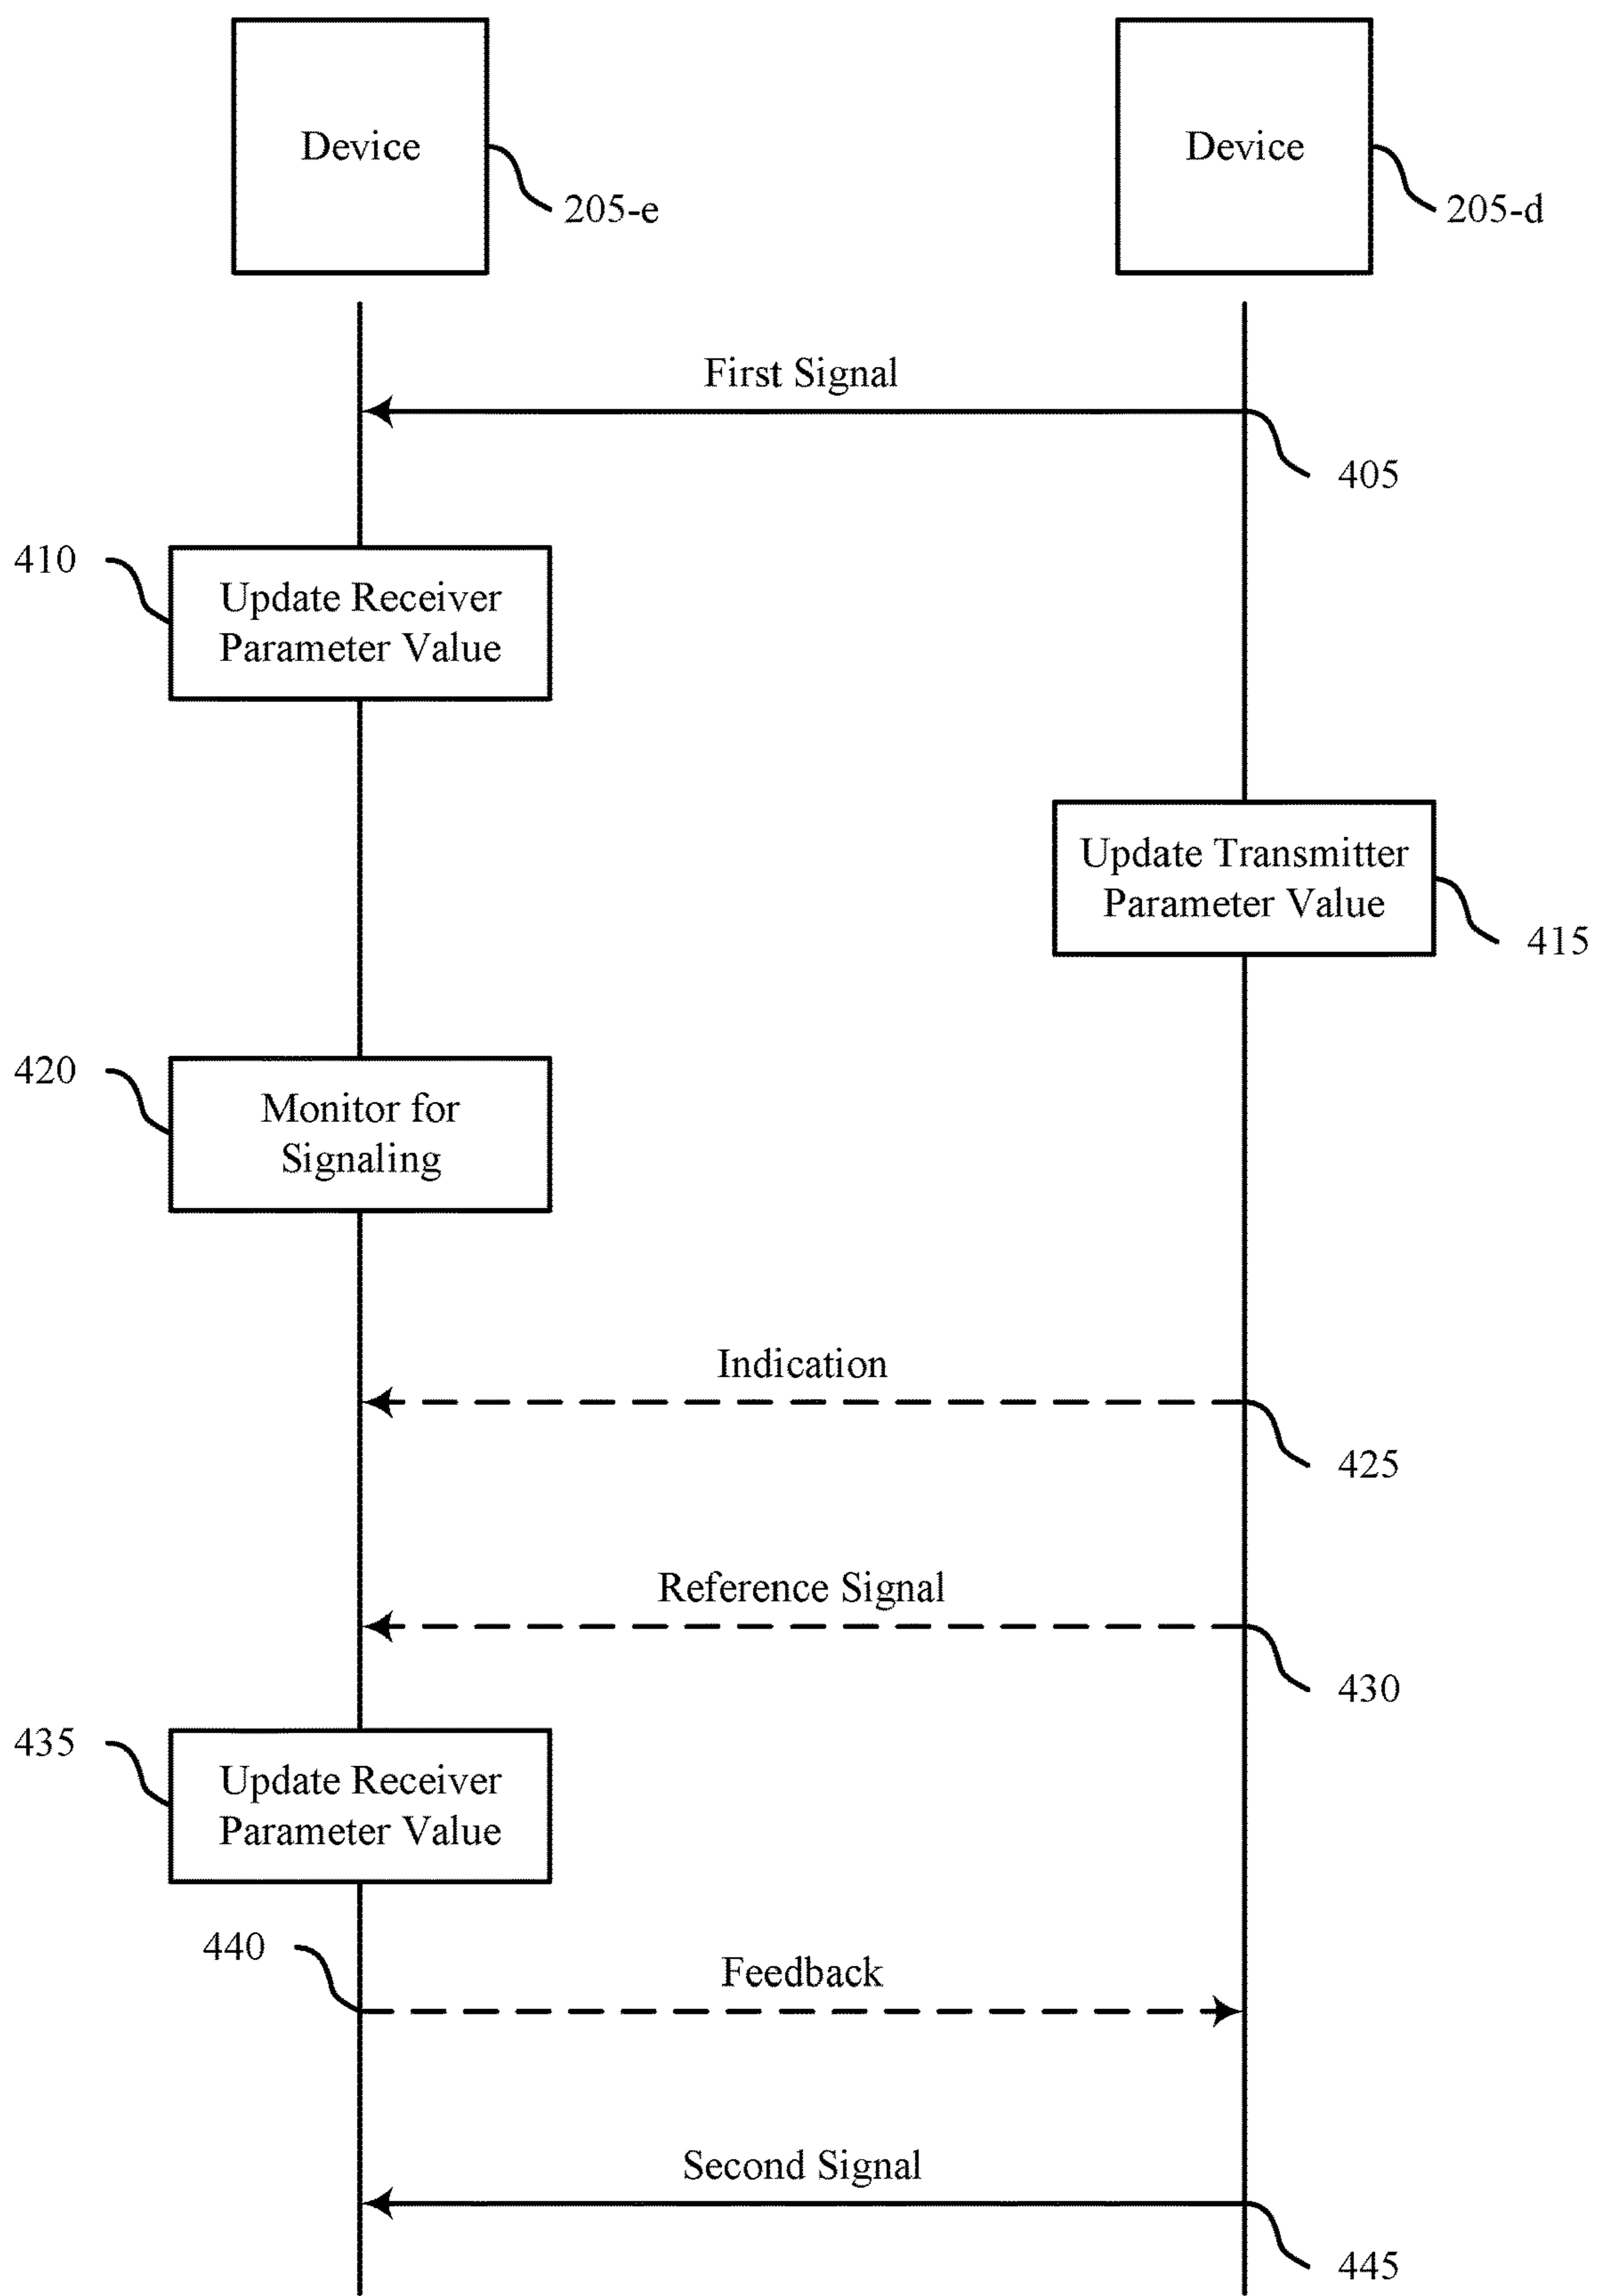 Device
205-e
Device
205-d
First Signal
405
410
Update Receiver
Parameter Value
Update Transmitter
Parameter Value
415
420
Monitor for
Signaling
Indication
425
Reference Signal
430
435
Update Receiver
Parameter Value
440
Feedback
Second Signal
445